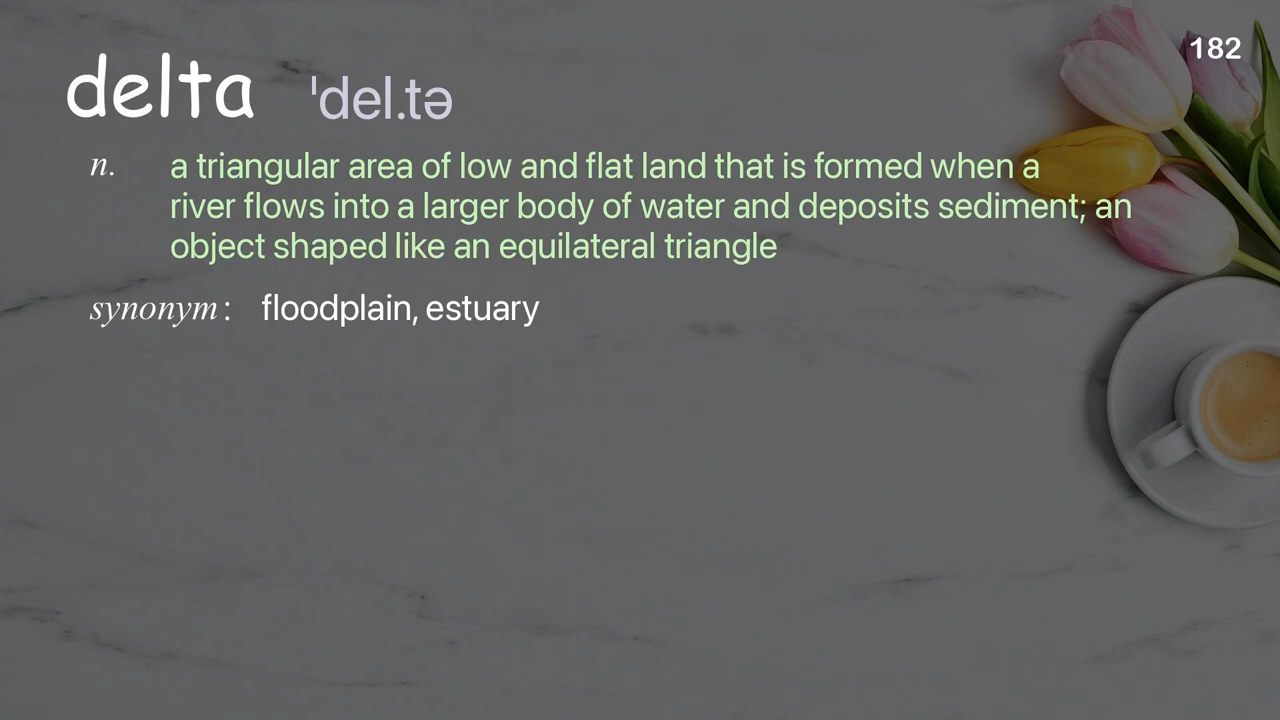 182
delta ˈdel.tə
n. a triangular area of low and flat land that is formed when a
river flows into a larger body of water and deposits sediment; an
object shaped like an equilateral triangle
synonym: floodplain, estuary